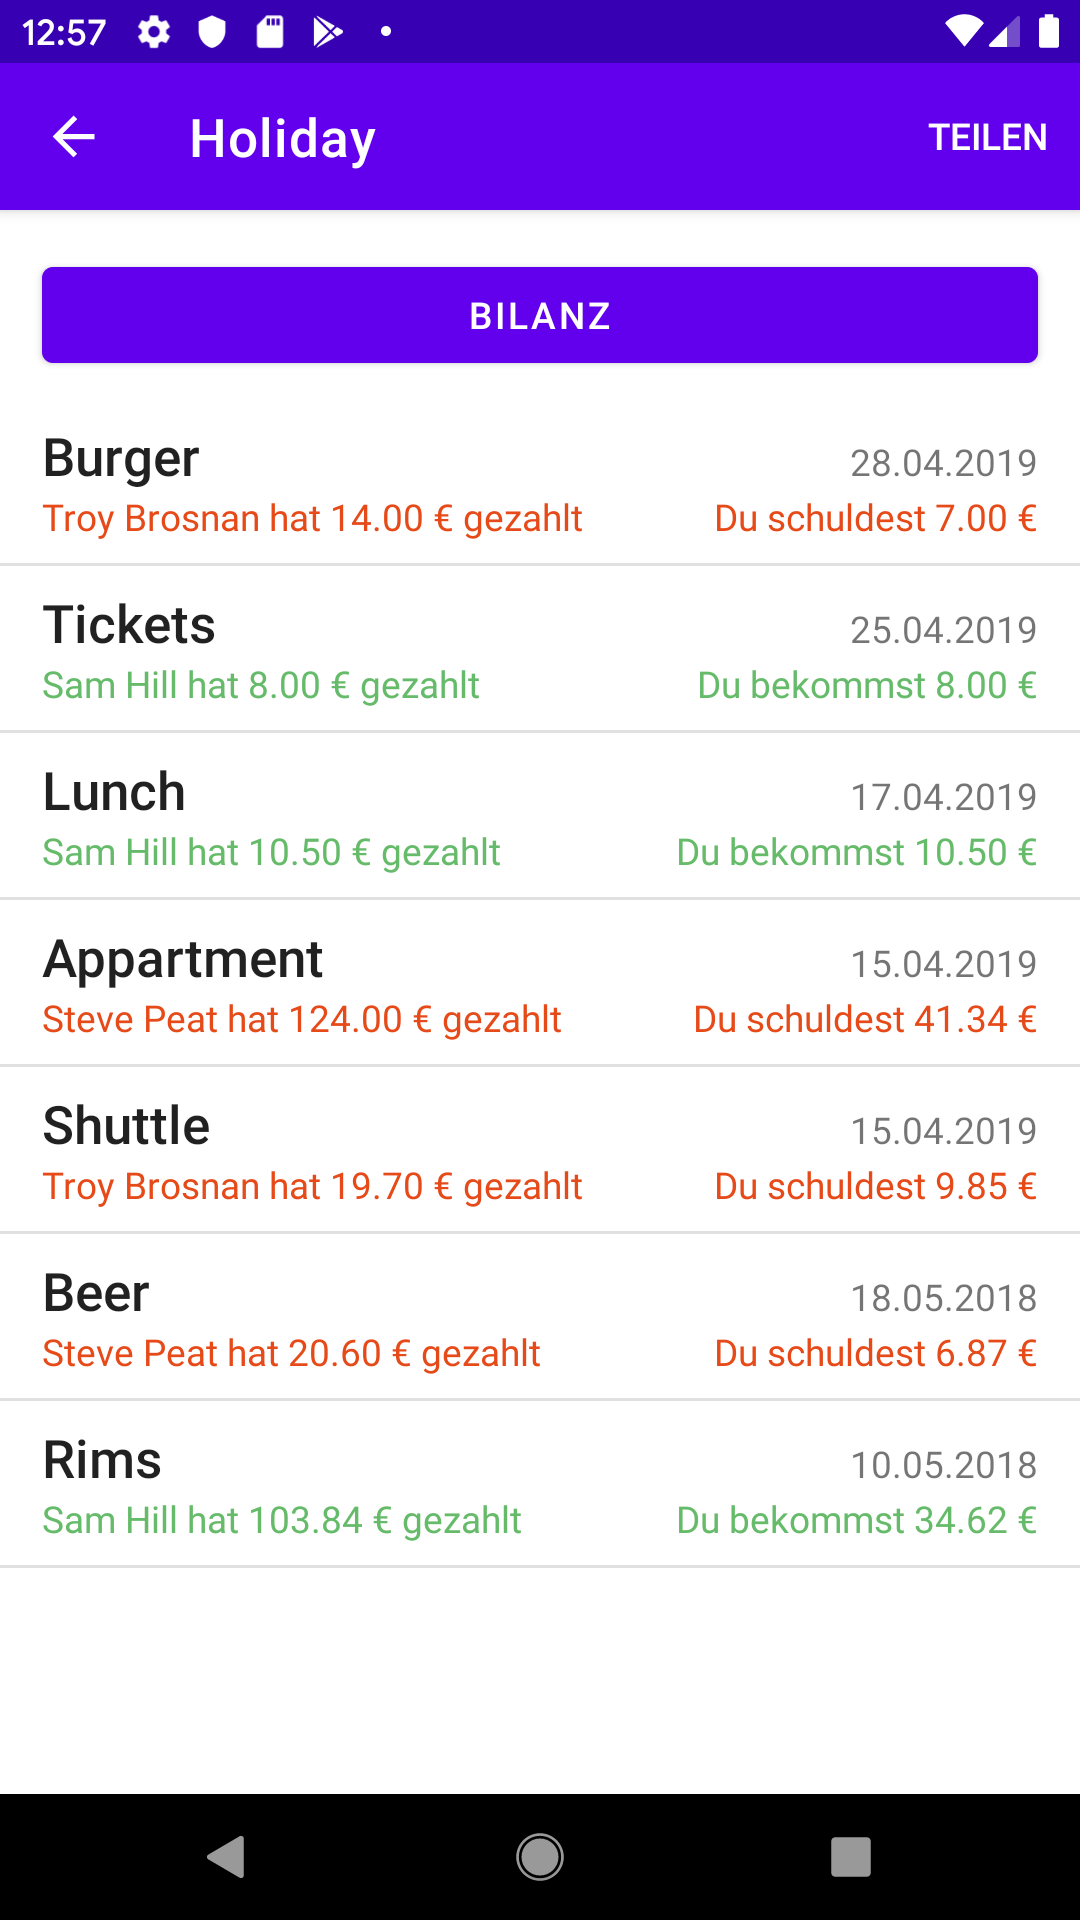 12:57
Holiday TEILEN
BILANZ
Burger 28.04.2019
Troy Brosnan hat 14.00 € gezahlt Du schuldest 7.00 €
Tickets 25.04.2019
Sam Hill hat 8.00 € gezahlt Du bekommst 8.00 €
Lunch 17.04.2019
Sam Hill hat 10.50 € gezahlt Du bekommst 10.50 €
Appartment 15.04.2019
Steve Peat hat 124.00 € gezahlt Du schuldest 41.34 €
Shuttle 15.04.2019
Troy Brosnan hat 19.70 € gezahlt Du schuldest 9.85 €
Beer 18.05.2018
Steve Peat hat 20.60 € gezahlt Du schuldest 6.87 €
Rims 10.05.2018
Sam Hill hat 103.84 € gezahlt Du bekommst 34.62 €